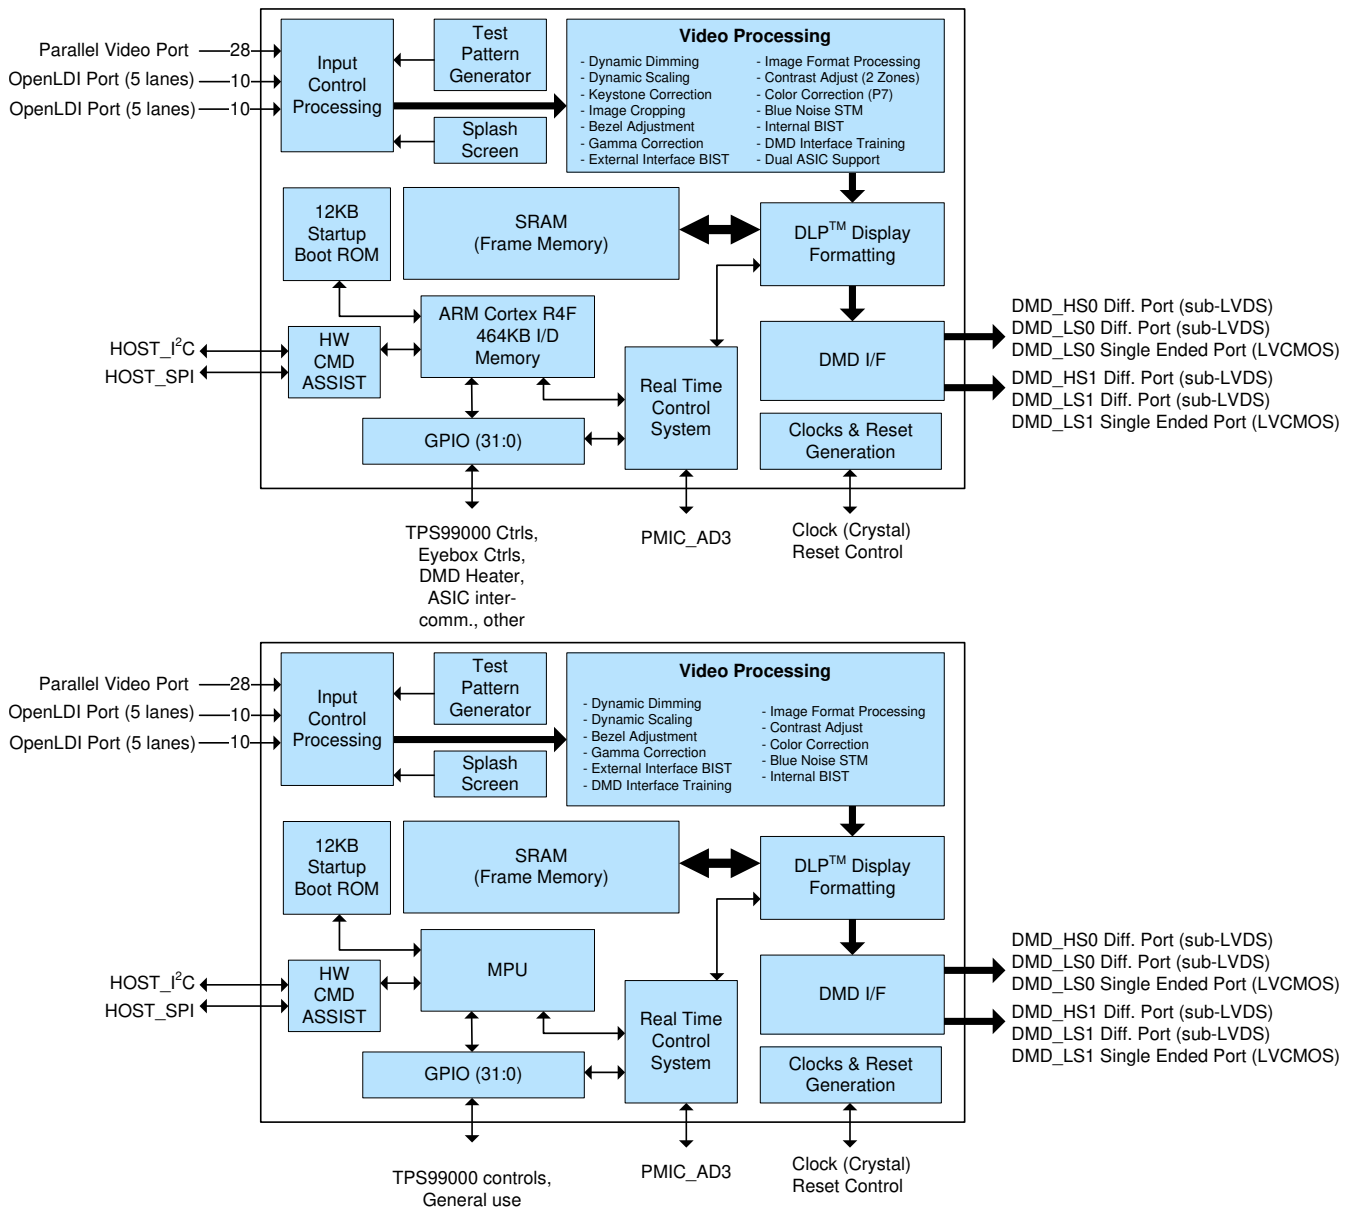 Parallel Video Port
28
OpenLDI Port (5 lanes)
10
OpenLDI Port (5 lanes)
10
Input
Control
Processing
Test
Pattern
Generator
Splash
Screen
Video Processing
- Dynamic Dimming
- Dynamic Scaling
- Keystone Correction
- Image Cropping
- Bezel Adjustment
- Gamma Correction
- External Interface BIST
- Image Format Processing
- Contrast Adjust (2 Zones)
- Color Correction (P7)
- Blue Noise STM
- Internal BIST
- DMD Interface Training
- Dual ASIC Support
12KB
Startup
Boot ROM
SRAM
(Frame Memory)
DLP™ Display
Formatting
HOST_I²C
HOST_SPI
HW
CMD
ASSIST
ARM Cortex R4F
464KB I/D
Memory
Real Time
Control
System
DMD I/F
DMD_HS0 Diff. Port (sub-LVDS)
DMD_LS0 Diff. Port (sub-LVDS)
DMD_LS0 Single Ended Port (LVCMOS)
DMD_HS1 Diff. Port (sub-LVDS)
DMD_LS1 Diff. Port (sub-LVDS)
DMD_LS1 Single Ended Port (LVCMOS)
GPIO (31:0)
Clocks & Reset
Generation
TPS99000 Ctrls,
Eyebox Ctrls,
DMD Heater,
ASIC inter-
comm., other
PMIC_AD3
Clock (Crystal)
Reset Control
Parallel Video Port
28
OpenLDI Port (5 lanes)
10
OpenLDI Port (5 lanes)
10
Input
Control
Processing
Test
Pattern
Generator
Splash
Screen
Video Processing
- Dynamic Dimming
- Dynamic Scaling
- Bezel Adjustment
- Gamma Correction
- External Interface BIST
- DMD Interface Training
- Image Format Processing
- Contrast Adjust
- Color Correction
- Blue Noise STM
- Internal BIST
12KB
Startup
Boot ROM
SRAM
(Frame Memory)
DLP™ Display
Formatting
HOST_I²C
HOST_SPI
HW
CMD
ASSIST
MPU
Real Time
Control
System
DMD I/F
DMD_HS0 Diff. Port (sub-LVDS)
DMD_LS0 Diff. Port (sub-LVDS)
DMD_LS0 Single Ended Port (LVCMOS)
DMD_HS1 Diff. Port (sub-LVDS)
DMD_LS1 Diff. Port (sub-LVDS)
DMD_LS1 Single Ended Port (LVCMOS)
GPIO (31:0)
Clocks & Reset
Generation
TPS99000 controls,
General use
PMIC_AD3
Clock (Crystal)
Reset Control